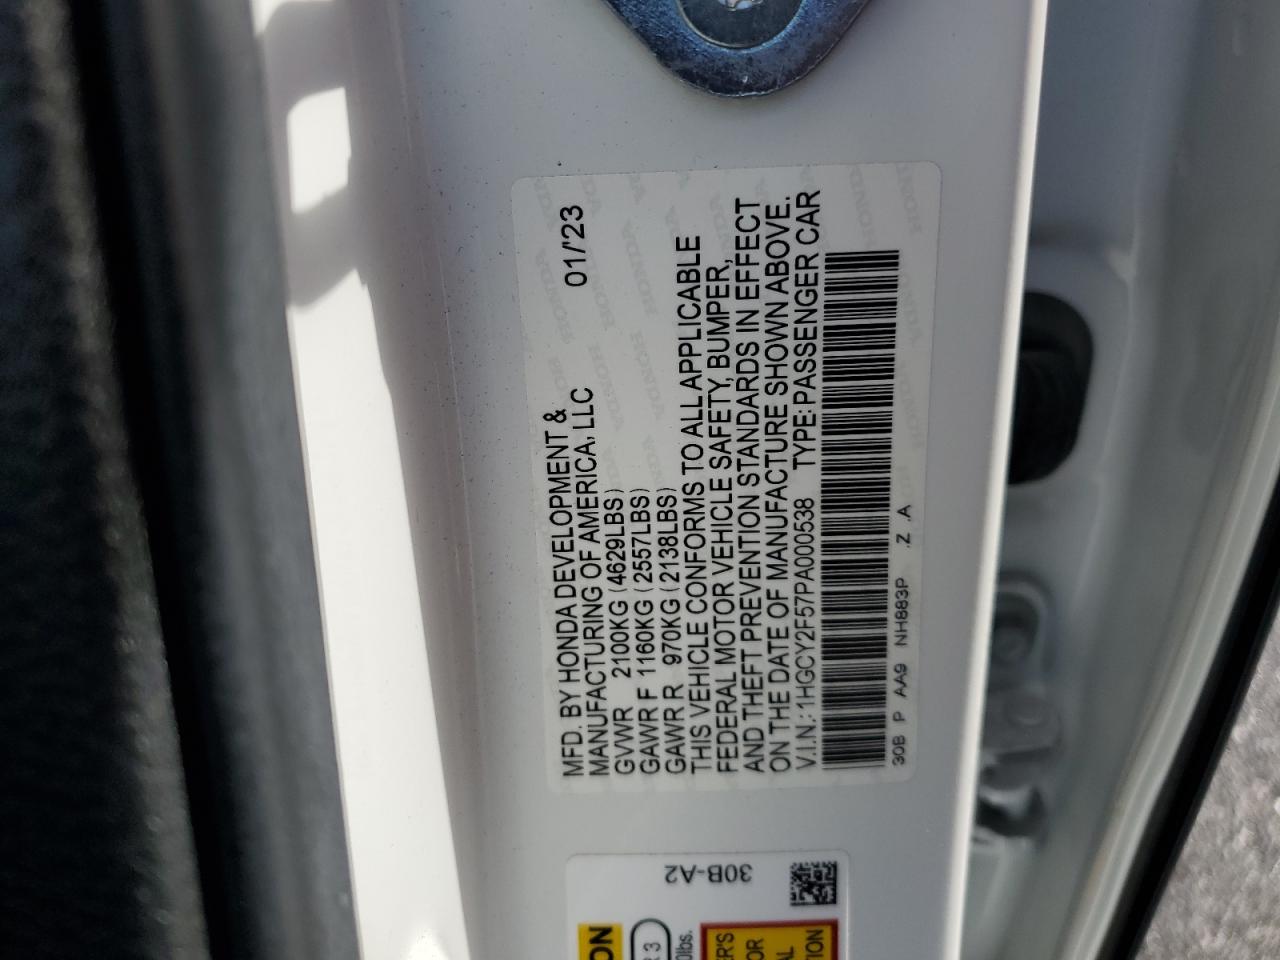 MFD. BY HONDA DEVELOPMENT &
MANUFACTURING OF AMERICA, LLC 01/'23
GVWR 2100KG (4629LBS)
GAWR F 1160KG (2557LBS)
GAWR R 970KG (2138LBS)
THIS VEHICLE CONFORMS TO ALL APPLICABLE
FEDERAL MOTOR VEHICLE SAFETY, BUMPER,
AND THEFT PREVENTION STANDARDS IN EFFECT
ON THE DATE OF MANUFACTURE SHOWN ABOVE.
V.I.N.: 1HGCY2F57PA000538 TYPE: PASSENGER CAR
30B P AA9 NH883P .Z .A
30B-A2